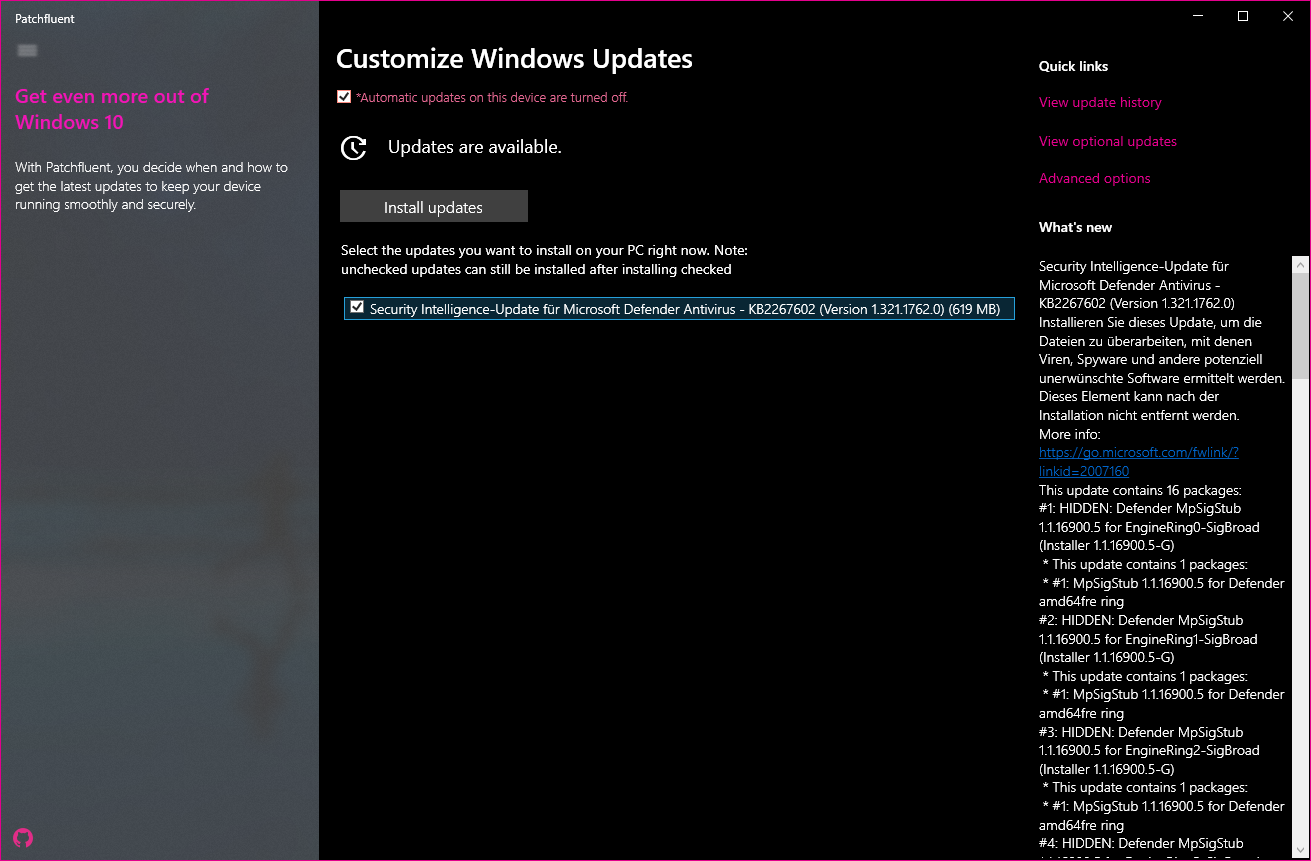 Patchfluent
Get even more out of
Windows 10
With Patchfluent, you decide when and how to
get the latest updates to keep your device
running smoothly and securely.
Customize Windows Updates
*Automatic updates on this device are turned off.
Updates are available.
Install updates
Select the updates you want to install on your PC right now. Note:
unchecked updates can still be installed after installing checked
Security Intelligence-Update für Microsoft Defender Antivirus - KB2267602 (Version 1.321.1762.0) (619 MB)
Quick links
View update history
View optional updates
Advanced options
What's new
Security Intelligence-Update für
Microsoft Defender Antivirus -
KB2267602 (Version 1.321.1762.0)
Installieren Sie dieses Update, um die
Dateien zu überarbeiten, mit denen
Viren, Spyware und andere potenziell
unerwünschte Software ermittelt werden.
Dieses Element kann nach der
Installation nicht entfernt werden.
More info:
https://go.microsoft.com/fwlink/?
linkid=2007160
This update contains 16 packages:
#1: HIDDEN: Defender MpSigStub
1.1.16900.5 for EngineRing0-SigBroad
(Installer 1.1.16900.5-G)
* This update contains 1 packages:
* #1: MpSigStub 1.1.16900.5 for Defender
amd64fre ring
#2: HIDDEN: Defender MpSigStub
1.1.16900.5 for EngineRing1-SigBroad
(Installer 1.1.16900.5-G)
* This update contains 1 packages:
* #1: MpSigStub 1.1.16900.5 for Defender
amd64fre ring
#3: HIDDEN: Defender MpSigStub
1.1.16900.5 for EngineRing2-SigBroad
(Installer 1.1.16900.5-G)
* This update contains 1 packages:
* #1: MpSigStub 1.1.16900.5 for Defender
amd64fre ring
#4: HIDDEN: Defender MpSigStub